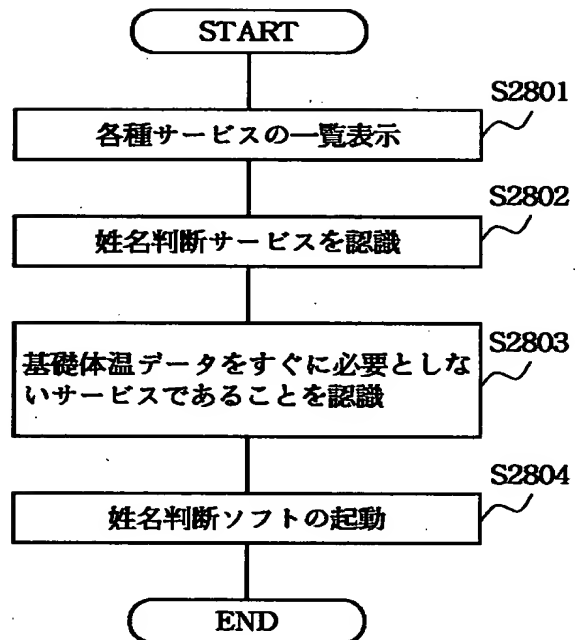 START
S2801
各種サービスの一覧表示
S2802
姓名判断サービスを認識
S2803
基礎体温データをすぐに必要としな
いサービスであることを認識
S2804
姓名判断ソフトの起動
END